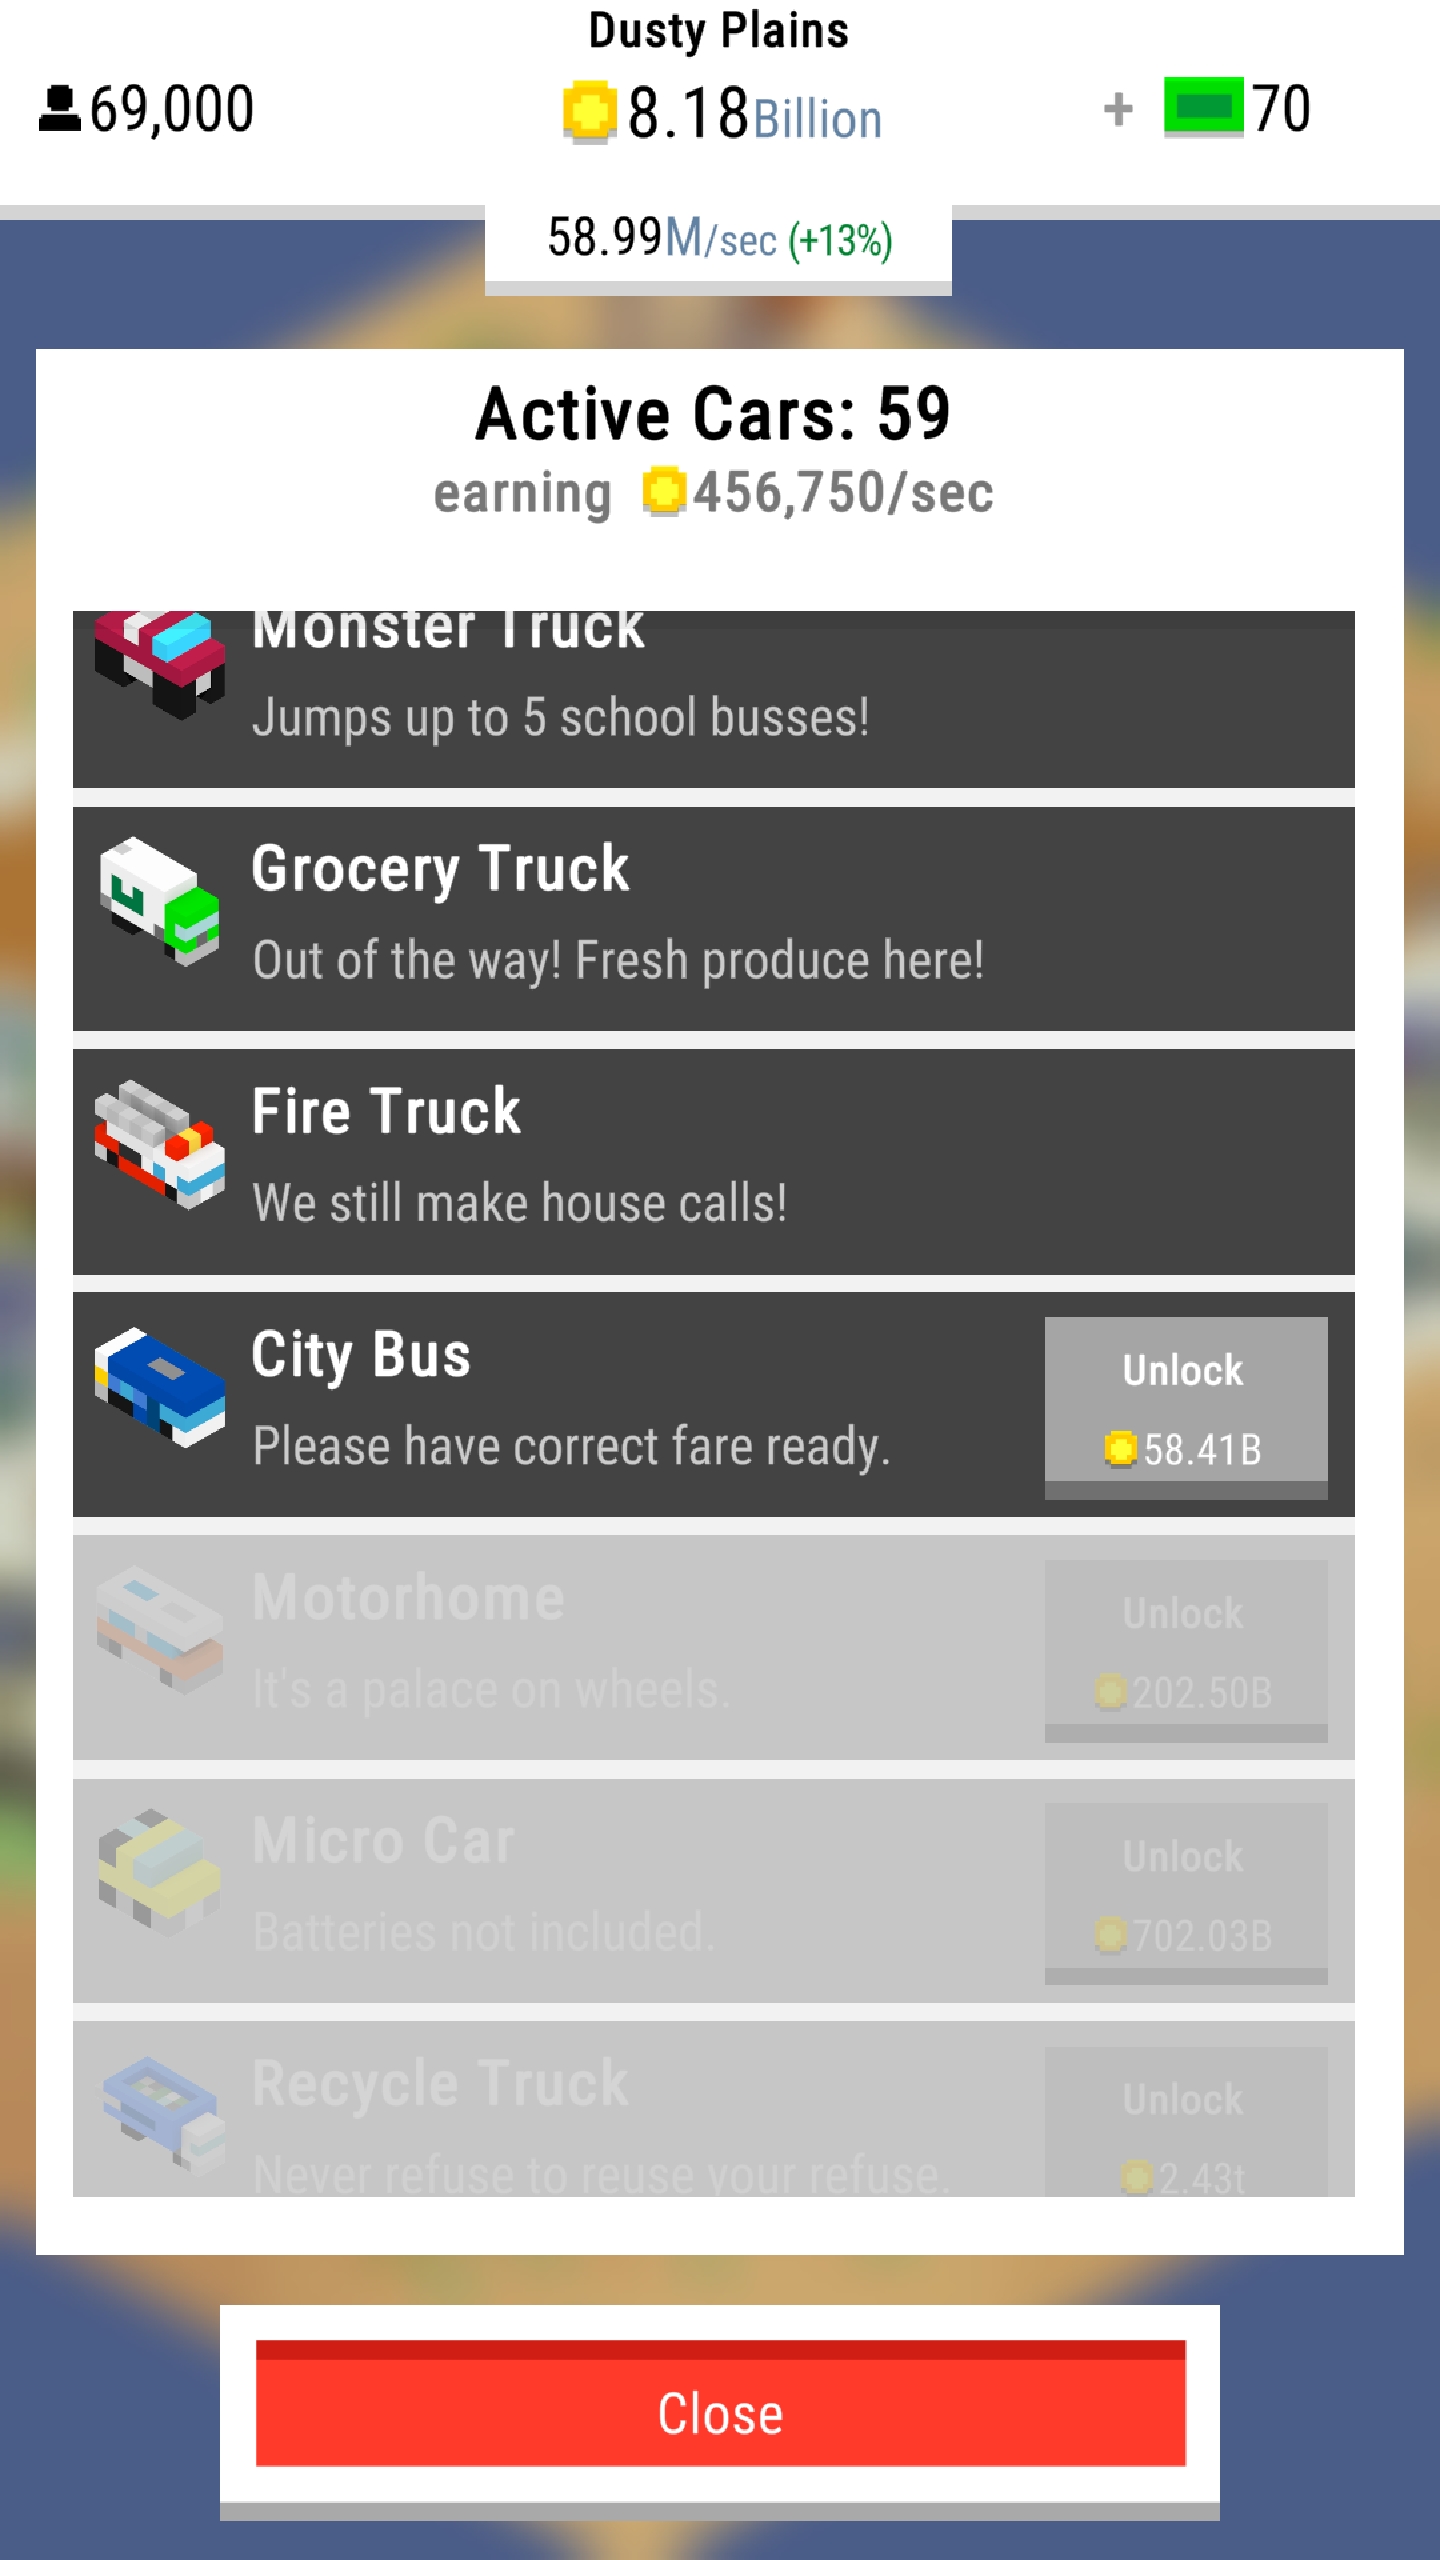 Dusty Plains
69,000
8.18Billion
+ 70
58.99M/sec (+13%)
Active Cars: 59
earning 456,750/sec
Monster Truck
Jumps up to 5 school busses!
Grocery Truck
Out of the way! Fresh produce here!
Fire Truck
We still make house calls!
City Bus
Please have correct fare ready.
Unlock
58.41B
Motorhome
It's a palace on wheels.
Unlock
202.50B
Micro Car
Batteries not included.
Unlock
702.03B
Recycle Truck
Never refuse to reuse your refuse.
Unlock
2.43t
Close